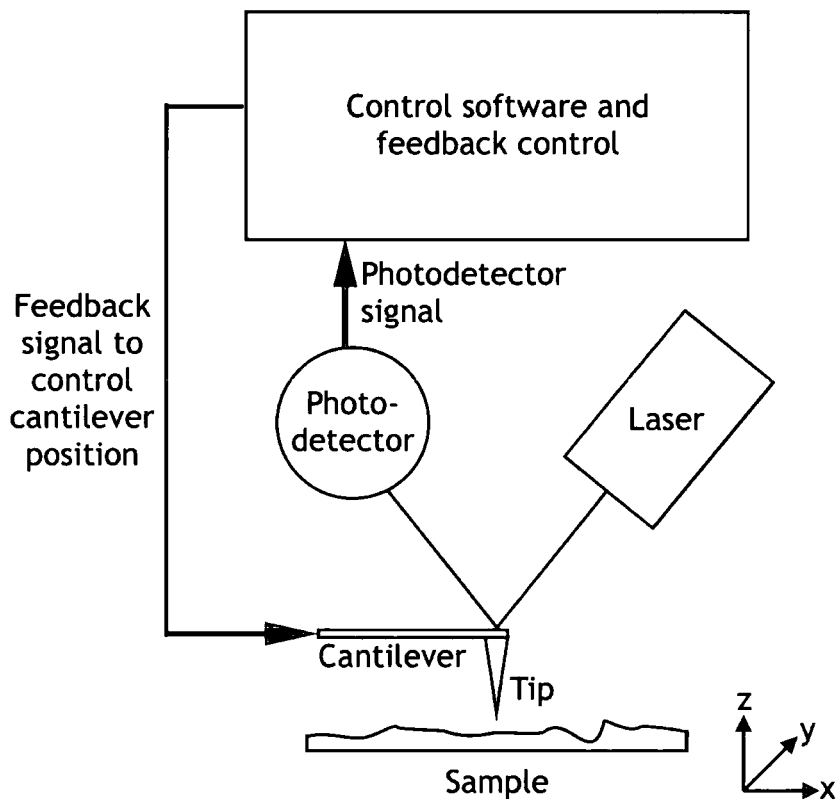 Control software and
feedback control
Photodetector
signal
Feedback
signal to
control
cantilever
position
Photo-
detector
Laser
Cantilever
Tip
Sample
z
y
x